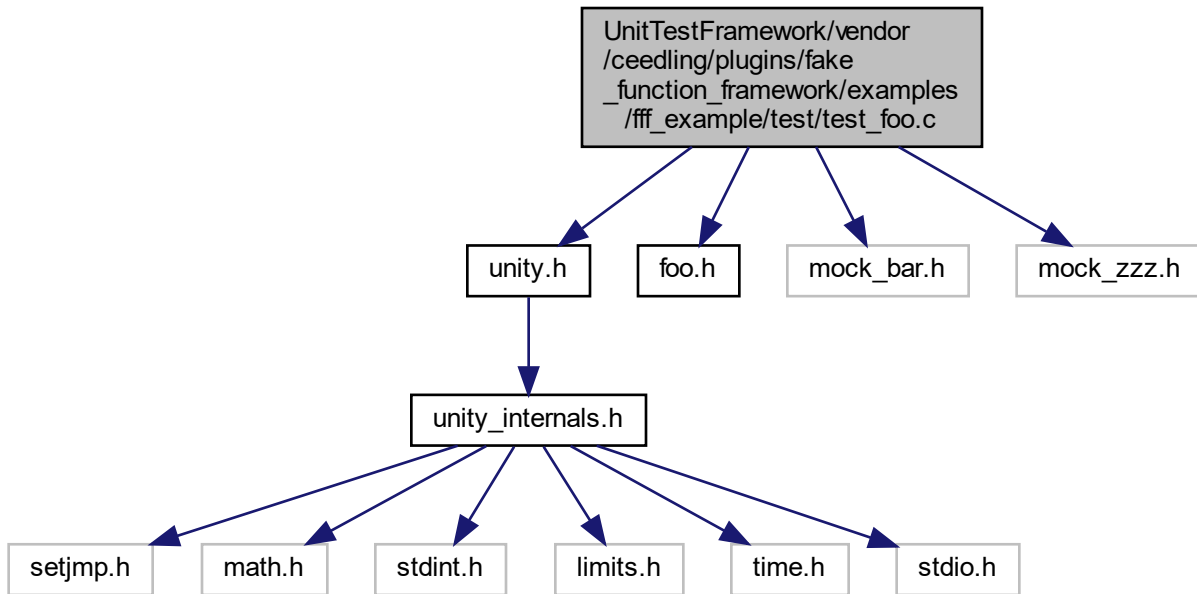 UnitTestFramework/vendor
/ceedling/plugins/fake
_function_framework/examples
/fff_example/test/test_foo.c
unity.h
foo.h
mock_bar.h
mock_zzz.h
unity_internals.h
setjmp.h
math.h
stdint.h
limits.h
time.h
stdio.h